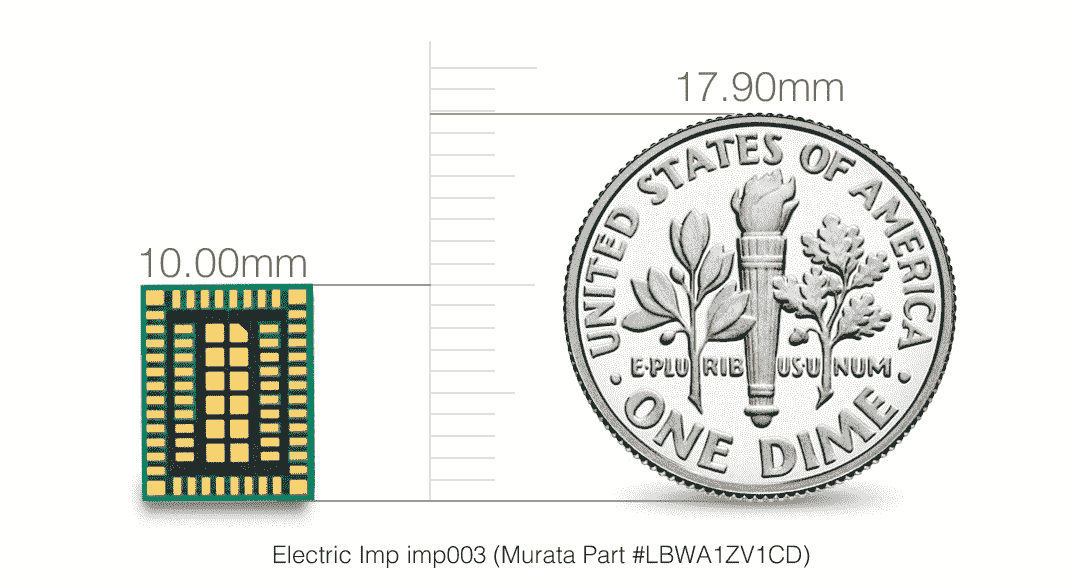 17.90mm
10.00mm
UNITED STATES OF AMERICA
E·PLURIBUS·UNUM
ONE DIME
Electric Imp imp003 (Murata Part #LBWA1ZV1CD)